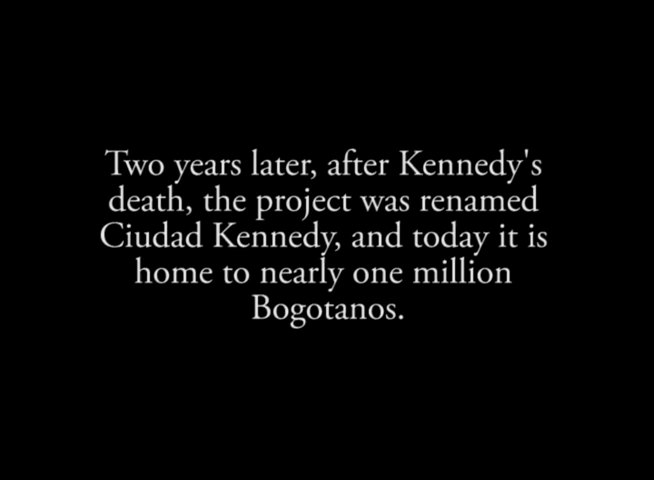 Two years later, after Kennedy's
death, the project was renamed
Ciudad Kennedy, and today it is
home to nearly one million
Bogotanos.